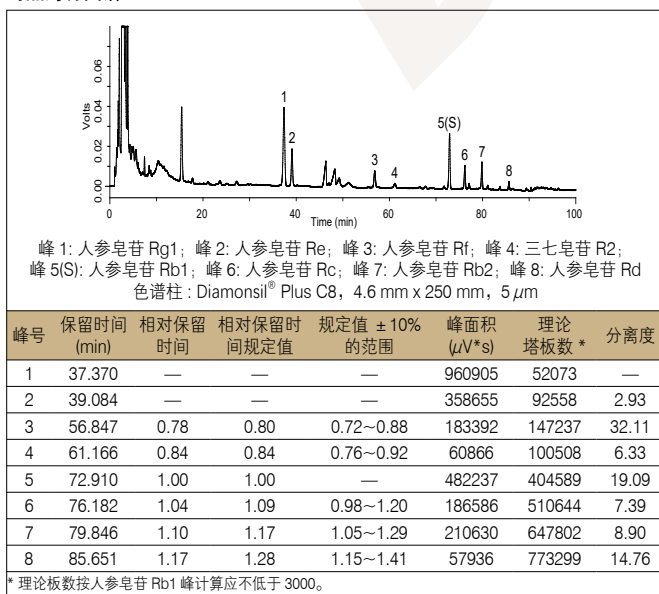 1
2
3
4
5(S)
6
7
8
Volts
0.00
0.02
0.04
0.06
0
20
40
60
80
100
Time (min)
峰 1: 人参皂苷 Rg1；峰 2: 人参皂苷 Re；峰 3: 人参皂苷 Rf；峰 4: 三七皂苷 R2；
峰 5(S): 人参皂苷 Rb1；峰 6: 人参皂苷 Rc；峰 7: 人参皂苷 Rb2；峰 8: 人参皂苷 Rd
色谱柱 : Diamonsil® Plus C8，4.6 mm x 250 mm，5 μm
峰号 保留时间 (min) 相对保留时间 相对保留时间规定值 规定值 ±10% 的范围 峰面积 (μV*s) 理论塔板数 * 分离度
1 37.370 — — — 960905 52073 —
2 39.084 — — — 358655 92558 2.93
3 56.847 0.78 0.80 0.72~0.88 183392 147237 32.11
4 61.166 0.84 0.84 0.76~0.92 60866 100508 6.33
5 72.910 1.00 1.00 — 482237 404589 19.09
6 76.182 1.04 1.09 0.98~1.20 186586 510644 7.39
7 79.846 1.10 1.17 1.05~1.29 210630 647802 8.90
8 85.651 1.17 1.28 1.15~1.41 57936 773299 14.76
* 理论板数按人参皂苷 Rb1 峰计算应不低于 3000。